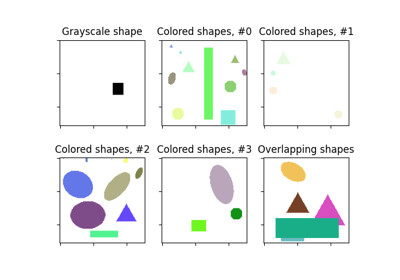 Grayscale shape
Colored shapes, #0
Colored shapes, #1
Colored shapes, #2
Colored shapes, #3
Overlapping shapes